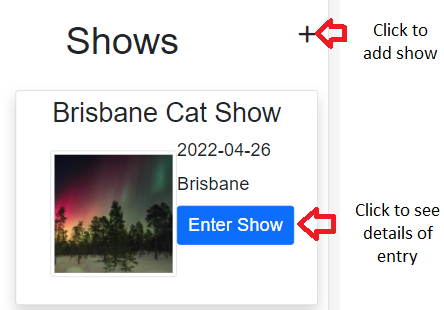 Shows
+
Click to
add show
Brisbane Cat Show
2022-04-26
Brisbane
Enter Show
Click to see
details of
entry